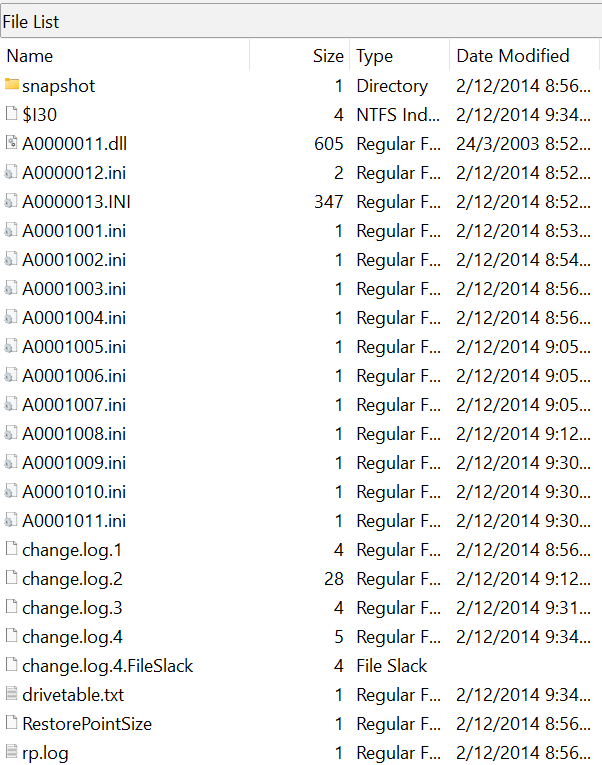 File List
Name Size Type Date Modified
snapshot 1 Directory 2/12/2014 8:56...
$I30 4 NTFS Ind... 2/12/2014 9:34...
A0000011.dll 605 Regular F... 24/3/2003 8:52...
A0000012.ini 2 Regular F... 2/12/2014 8:52...
A0000013.INI 347 Regular F... 2/12/2014 8:52...
A0001001.ini 1 Regular F... 2/12/2014 8:53...
A0001002.ini 1 Regular F... 2/12/2014 8:54...
A0001003.ini 1 Regular F... 2/12/2014 8:56...
A0001004.ini 1 Regular F... 2/12/2014 8:56...
A0001005.ini 1 Regular F... 2/12/2014 9:05...
A0001006.ini 1 Regular F... 2/12/2014 9:05...
A0001007.ini 1 Regular F... 2/12/2014 9:05...
A0001008.ini 1 Regular F... 2/12/2014 9:12...
A0001009.ini 1 Regular F... 2/12/2014 9:30...
A0001010.ini 1 Regular F... 2/12/2014 9:30...
A0001011.ini 1 Regular F... 2/12/2014 9:30...
change.log.1 4 Regular F... 2/12/2014 8:56...
change.log.2 28 Regular F... 2/12/2014 9:12...
change.log.3 4 Regular F... 2/12/2014 9:31...
change.log.4 5 Regular F... 2/12/2014 9:34...
change.log.4.FileSlack 4 File Slack
drivetable.txt 1 Regular F... 2/12/2014 9:34...
RestorePointSize 1 Regular F... 2/12/2014 8:56...
rp.log 1 Regular F... 2/12/2014 8:56...